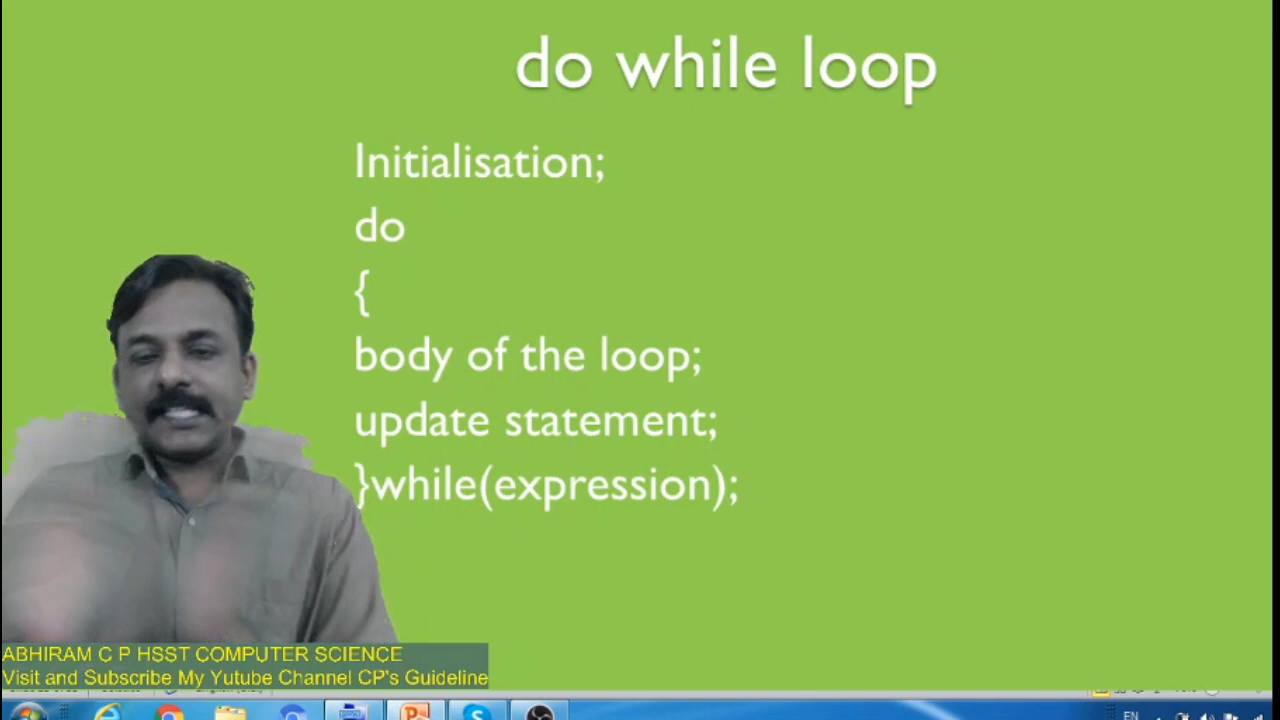 do while loop
Initialisation;
do
{
body of the loop;
update statement;
}while(expression);
ABHIRAM C P HSST COMPUTER SCIENCE
Visit and Subscribe My Yutube Channel CP's Guideline
EN